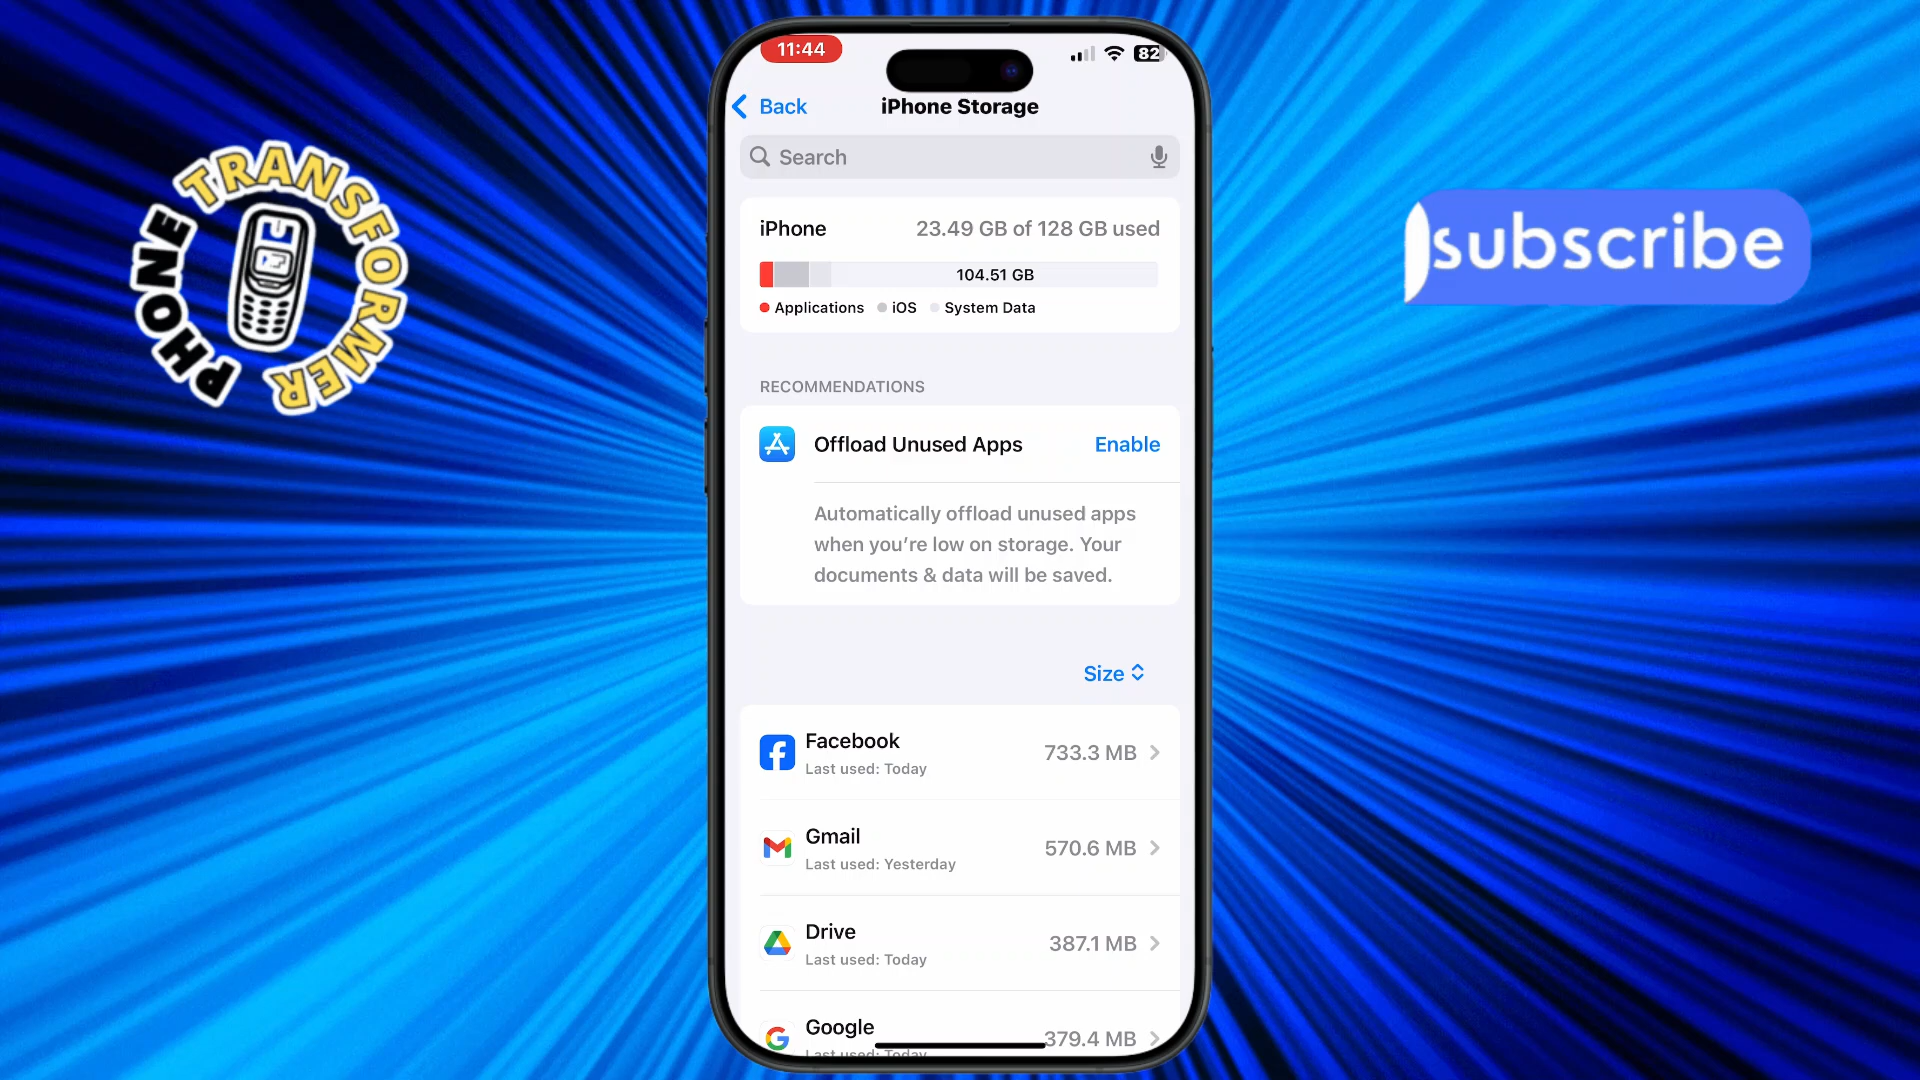 PHONE TRANSFORMER
11:44
82
Back
iPhone Storage
Search
subscribe
iPhone
23.49 GB of 128 GB used
104.51 GB
Applications
iOS
System Data
RECOMMENDATIONS
Offload Unused Apps
Enable
Automatically offload unused apps
when you're low on storage. Your
documents & data will be saved.
Size
Facebook
733.3 MB
Last used: Today
Gmail
570.6 MB
Last used: Yesterday
Drive
387.1 MB
Last used: Today
Google
379.4 MB
Last used: Today